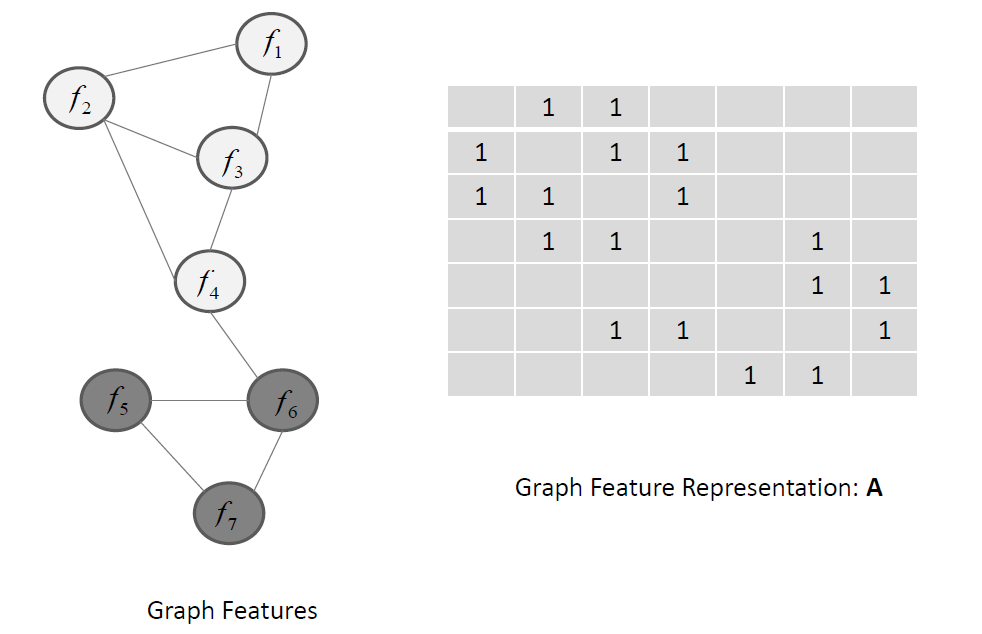 f1
f2
f3
f4
f5
f6
f7
1 1
1 1 1
1 1 1
1 1 1
1 1
1 1 1
1 1
Graph Feature Representation: A
Graph Features